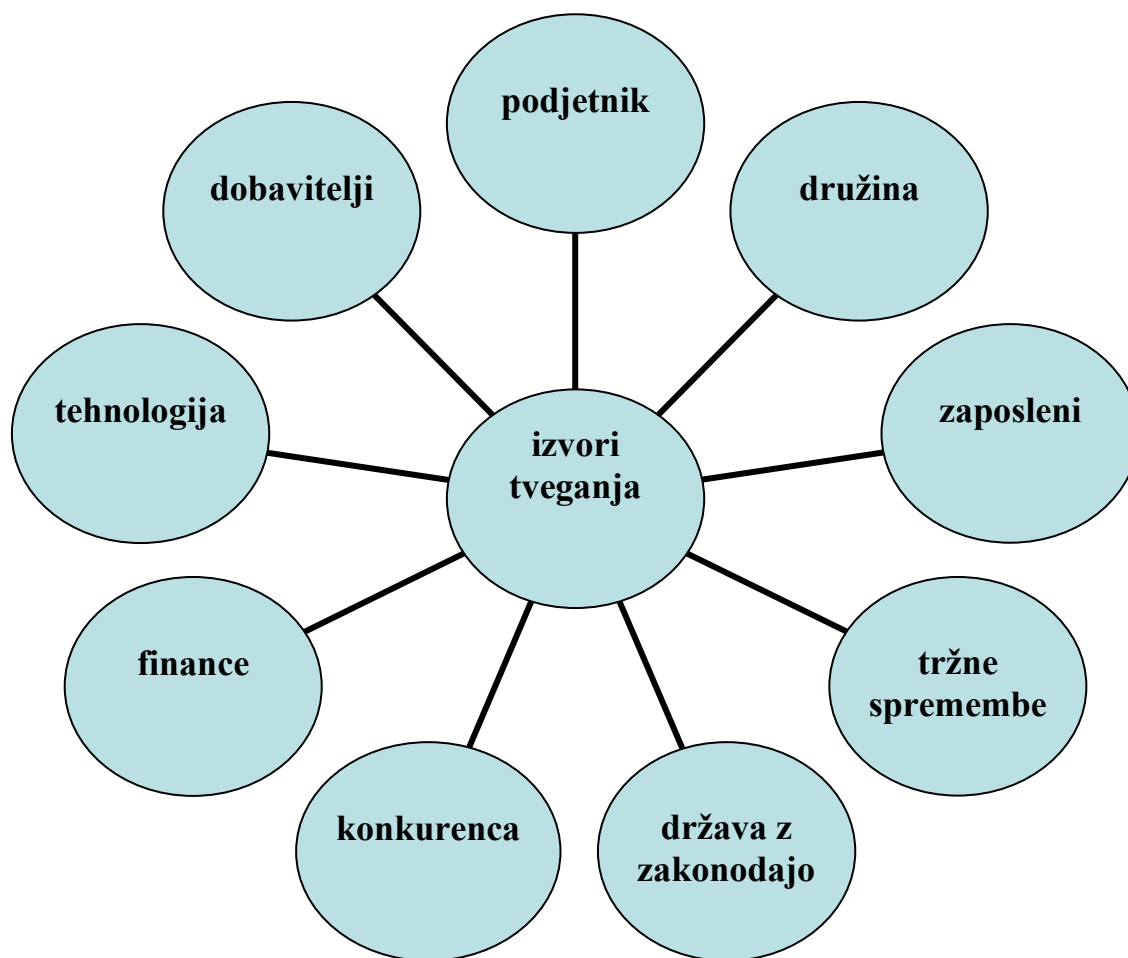 podjetnik
družina
zaposleni
tržne
spremembe
država z
zakonodajo
konkurenca
finance
tehnologija
dobavitelji
izvori
tveganja